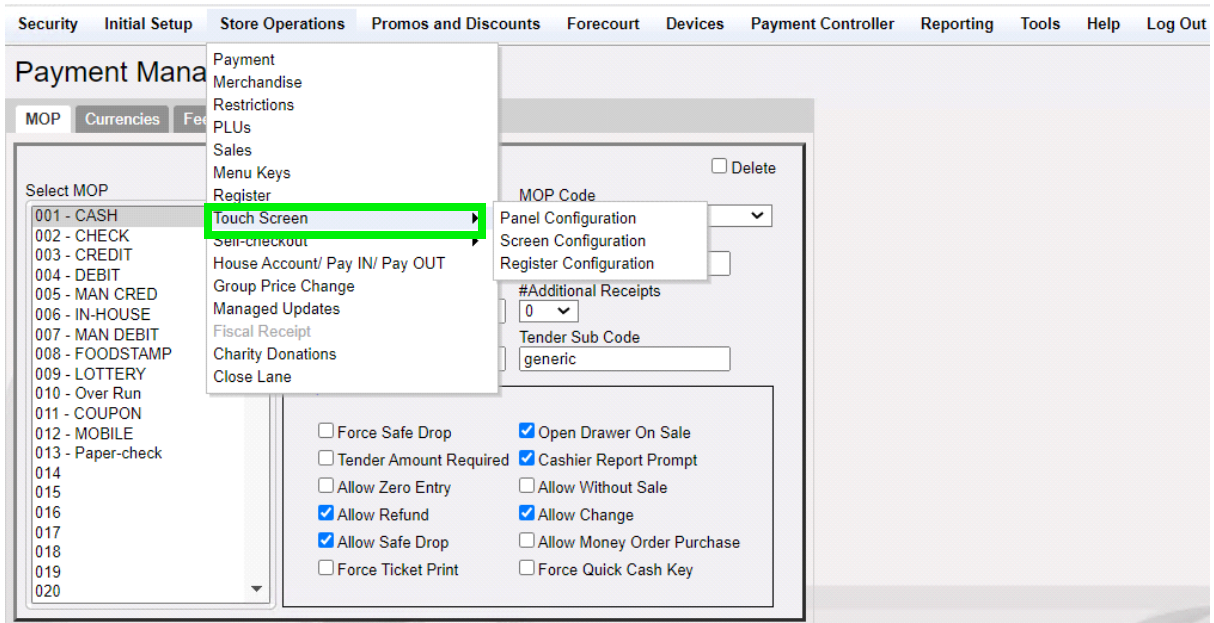 Security Initial Setup Store Operations Promos and Discounts Forecourt Devices Payment Controller Reporting Tools Help Log Out
Payment Mana
MOP Currencies Fee
Payment
Merchandise
Restrictions
PLUs
Sales
Menu Keys
Register
Touch Screen
Self-checkout
House Account/ Pay IN/ Pay OUT
Group Price Change
Managed Updates
Fiscal Receipt
Charity Donations
Close Lane
Panel Configuration
Screen Configuration
Register Configuration
Delete
Select MOP
001 - CASH
002 - CHECK
003 - CREDIT
004 - DEBIT
005 - MAN CRED
006 - IN-HOUSE
007 - MAN DEBIT
008 - FOODSTAMP
009 - LOTTERY
010 - Over Run
011 - COUPON
012 - MOBILE
013 - Paper-check
014
015
016
017
018
019
020
MOP Code
#Additional Receipts
0
Tender Sub Code
generic
Force Safe Drop Open Drawer On Sale
Tender Amount Required Cashier Report Prompt
Allow Zero Entry Allow Without Sale
Allow Refund Allow Change
Allow Safe Drop Allow Money Order Purchase
Force Ticket Print Force Quick Cash Key